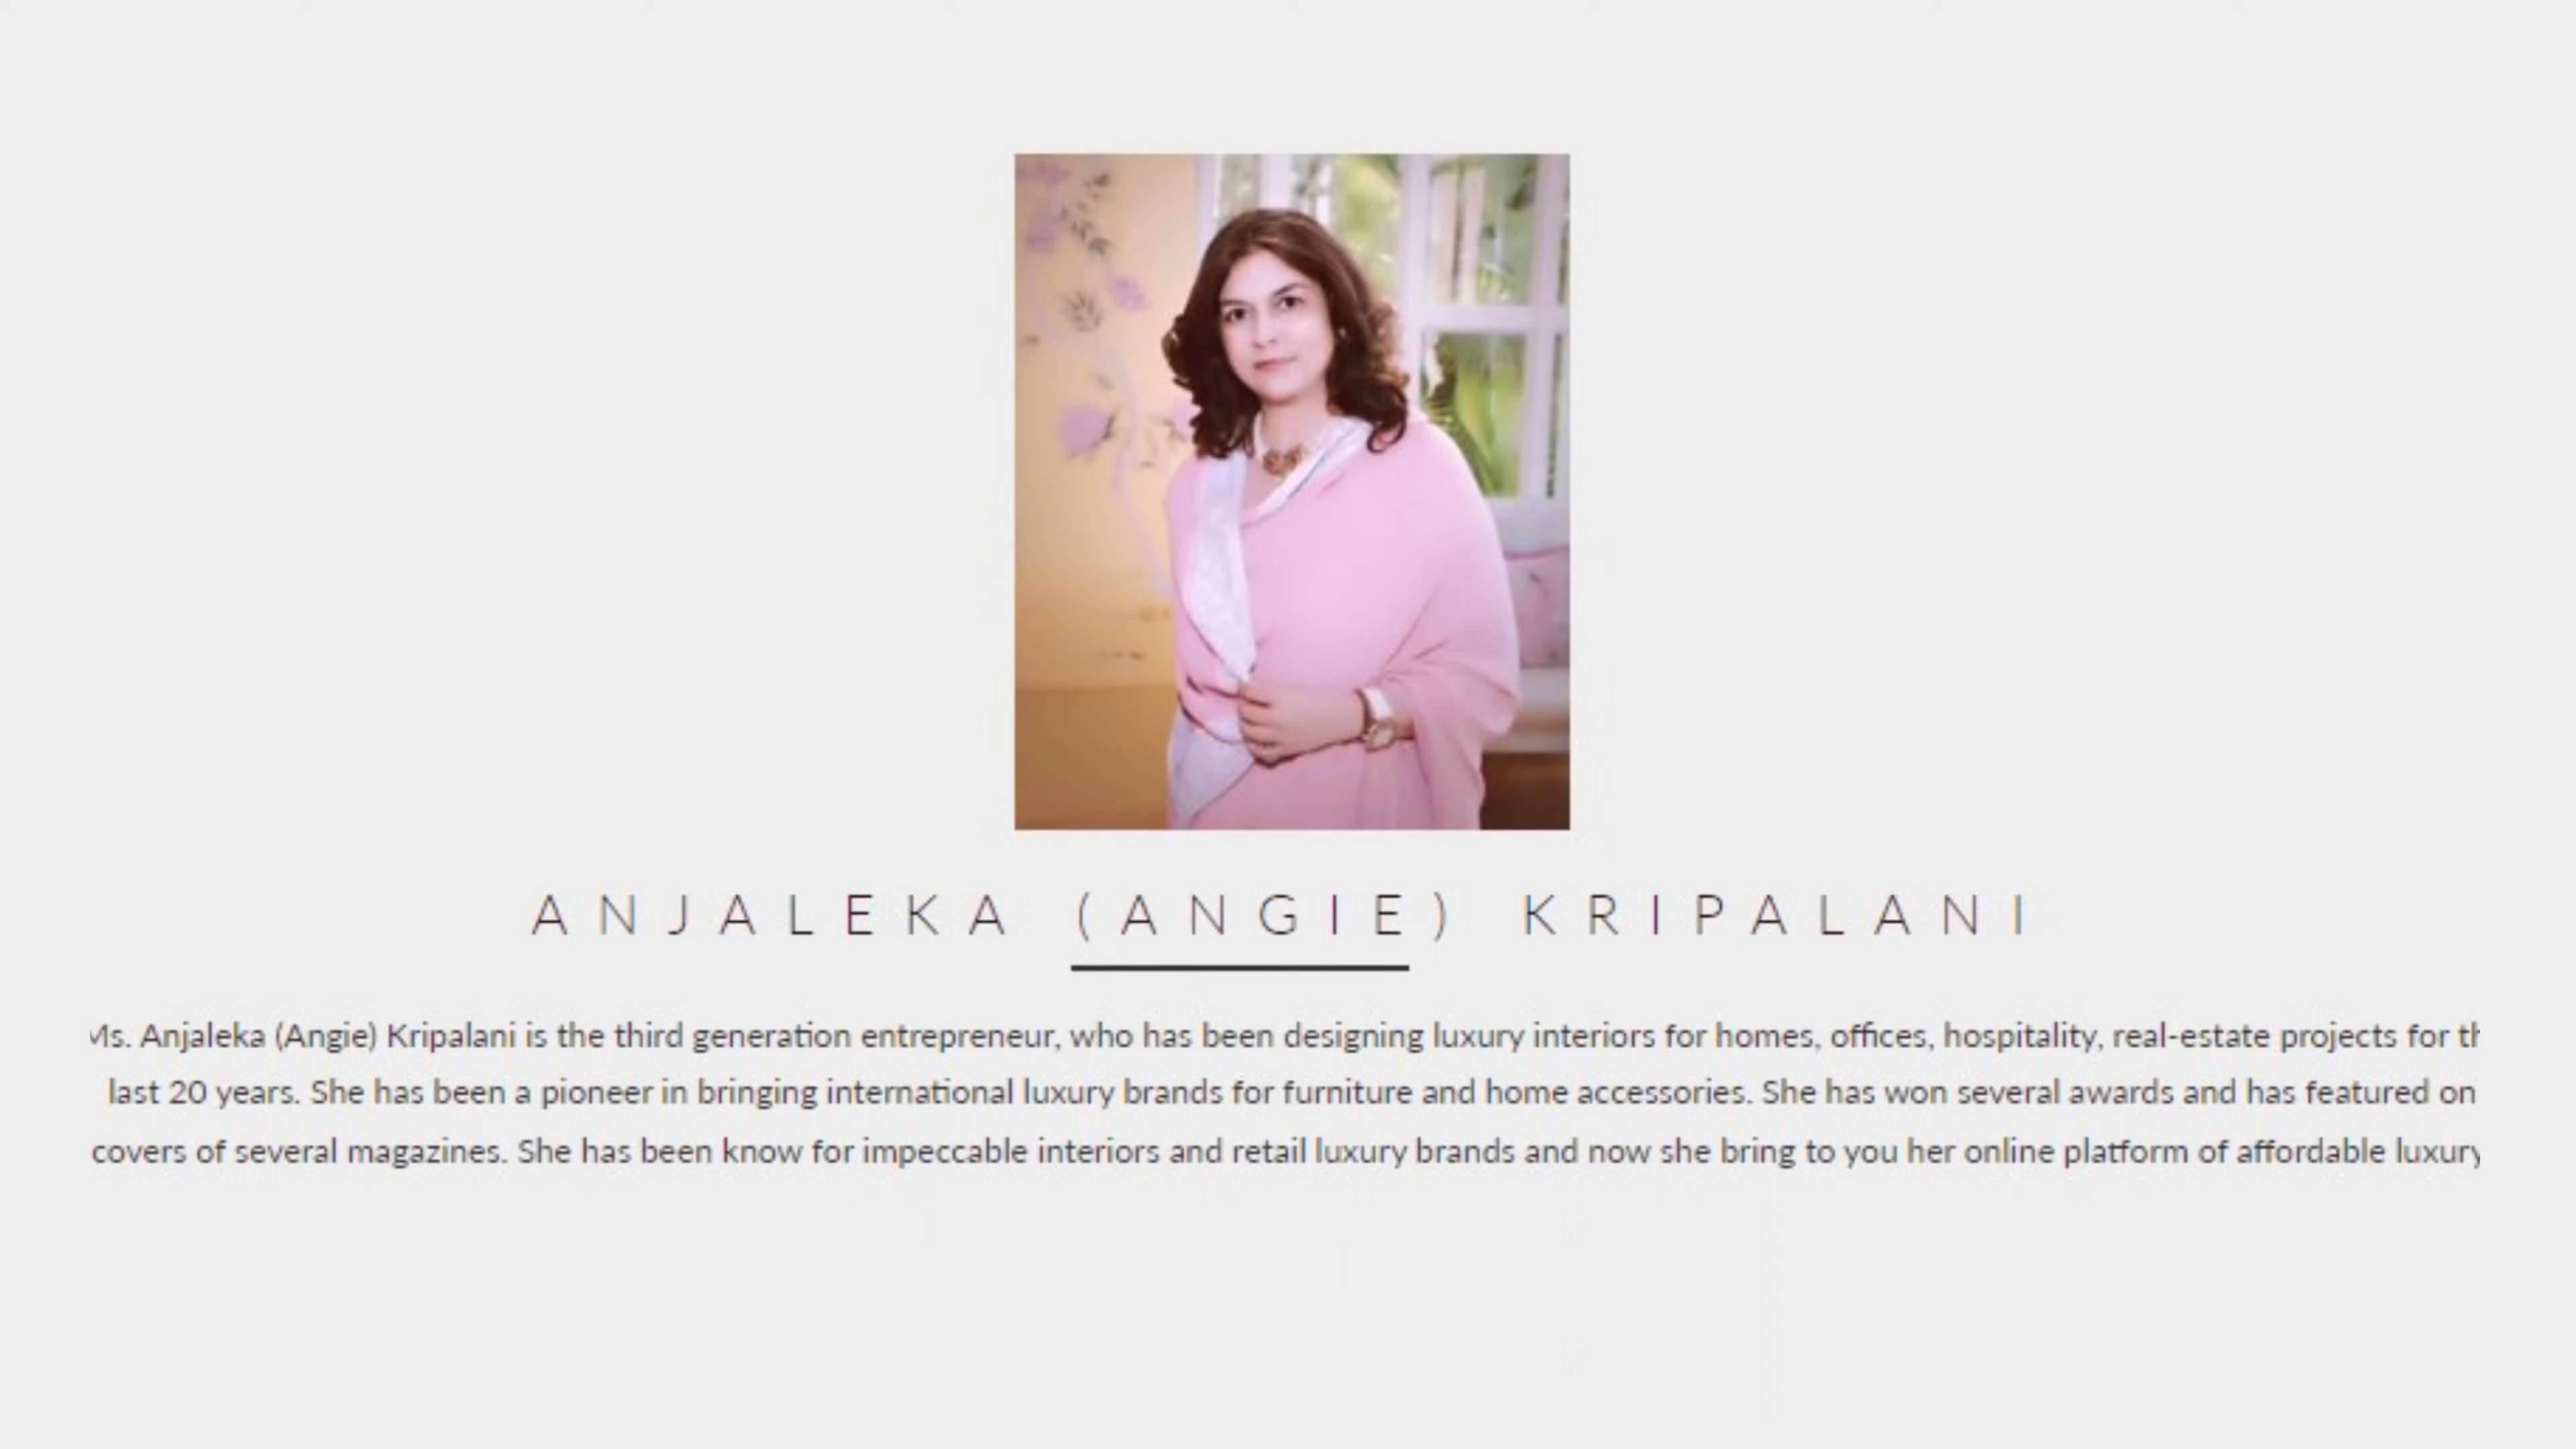 ANJALEKA (ANGIE) KRIPALANI
Ms. Anjaleka (Angie) Kripalani is the third generation entrepreneur, who has been designing luxury interiors for homes, offices, hospitality, real-estate projects for th
last 20 years. She has been a pioneer in bringing international luxury brands for furniture and home accessories. She has won several awards and has featured on
covers of several magazines. She has been know for impeccable interiors and retail luxury brands and now she bring to you her online platform of affordable luxury